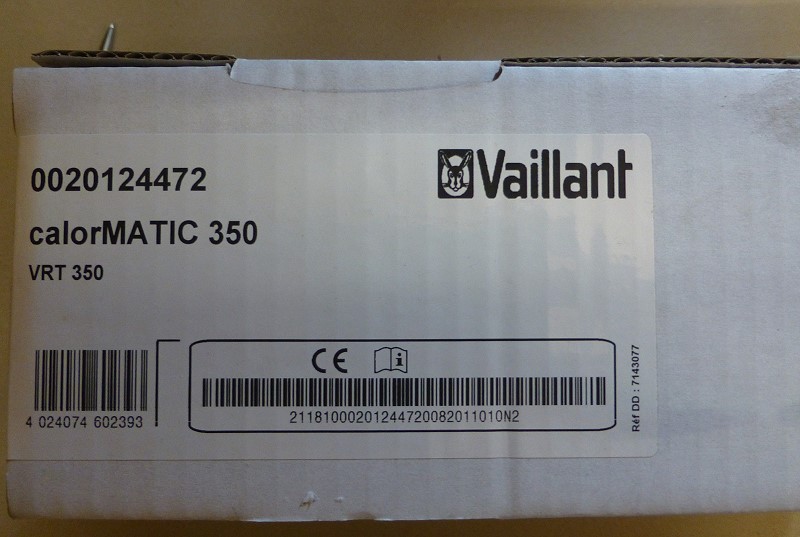 0020124472
Vaillant
calorMATIC 350
VRT 350
CE
i
4 024074 602393
21181000201244720082011010N2
Réf DD : 7143077